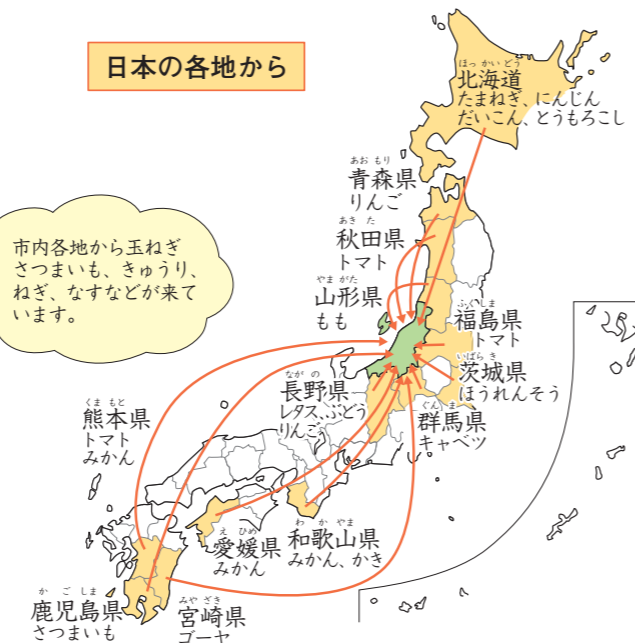 日本の各地から
ほっかいどう
北海道
たまねぎ、にんじん
だいこん、とうもろこし
あおもり
青森県
りんご
あきた
秋田県
トマト
やまがた
山形県
もも
市内各地から玉ねぎ
さつまいも、きゅうり、
ねぎ、なすなどが来て
います。
ふくしま
福島県
トマト
いばらき
茨城県
ほうれんそう
ぐんま
群馬県
キャベツ
ながの
長野県
レタス、ぶどう
りんご
くまもと
熊本県
トマト
みかん
えひめ
愛媛県
みかん
わかやま
和歌山県
みかん、かき
かごしま
鹿児島県
さつまいも
みやざき
宮崎県
ゴーヤ